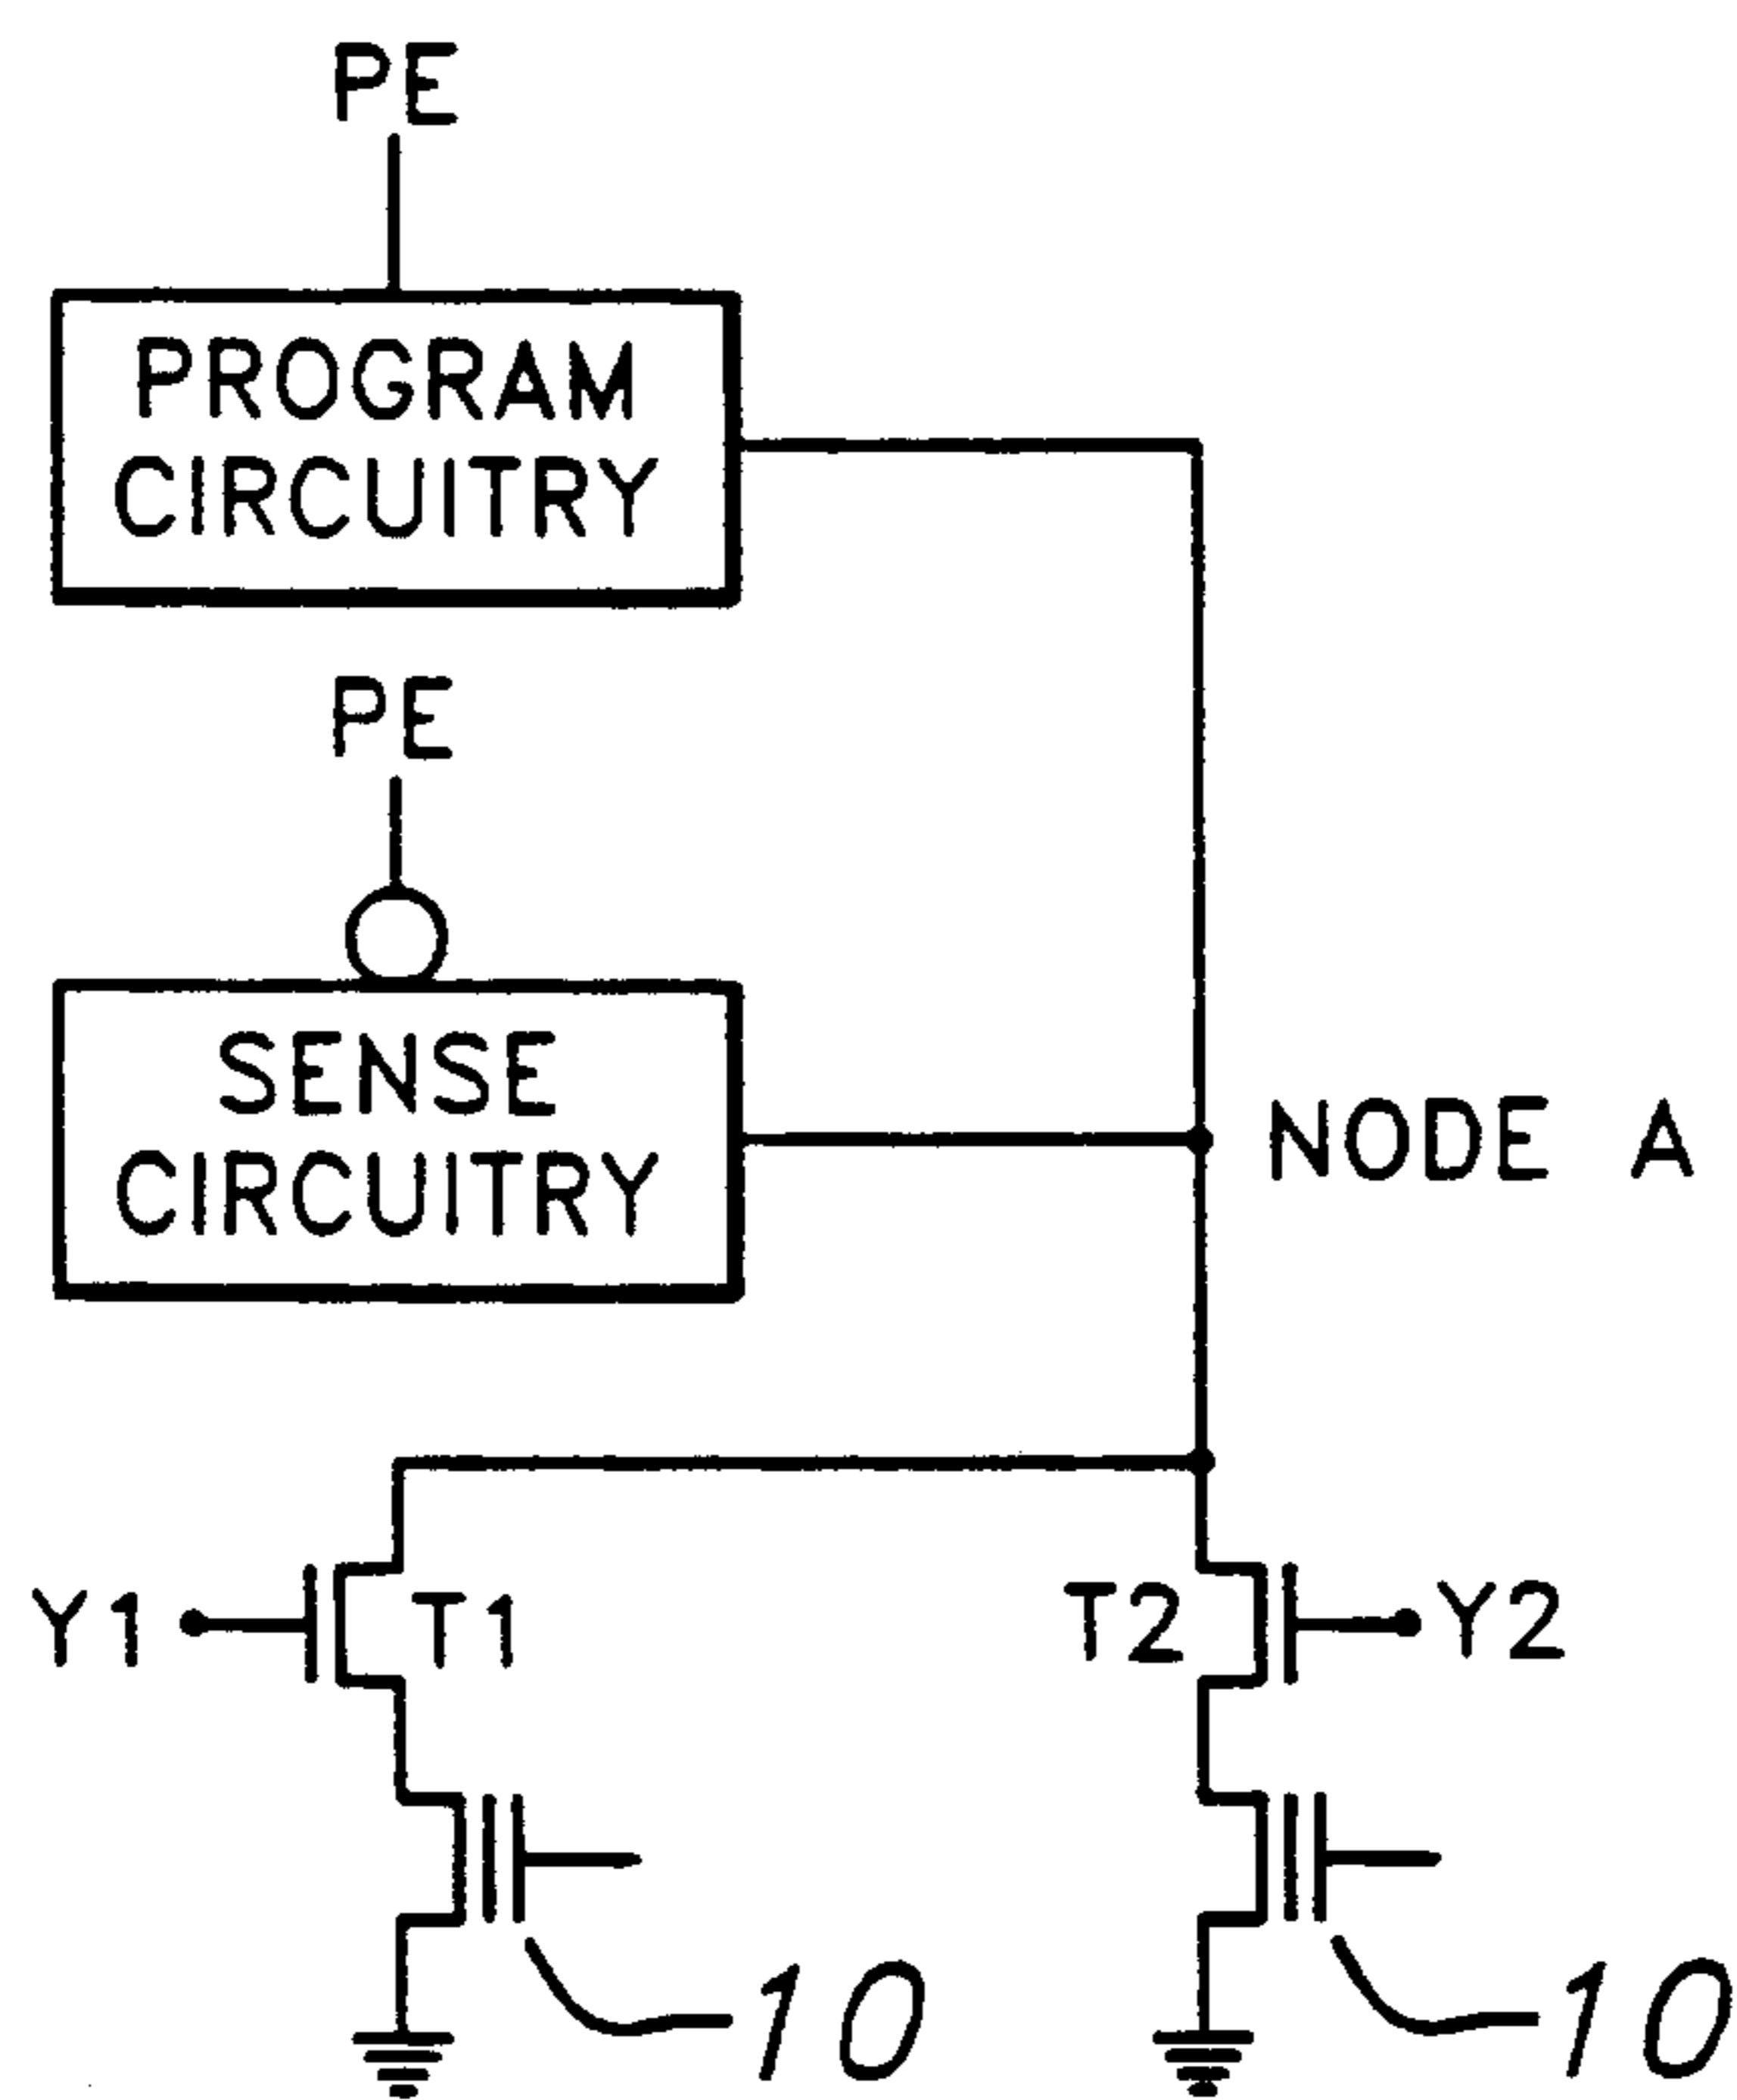 PE
PROGRAM
CIRCUITRY
PE
SENSE
CIRCUITRY
NODE A
Y1 T1 T2 Y2
10 10